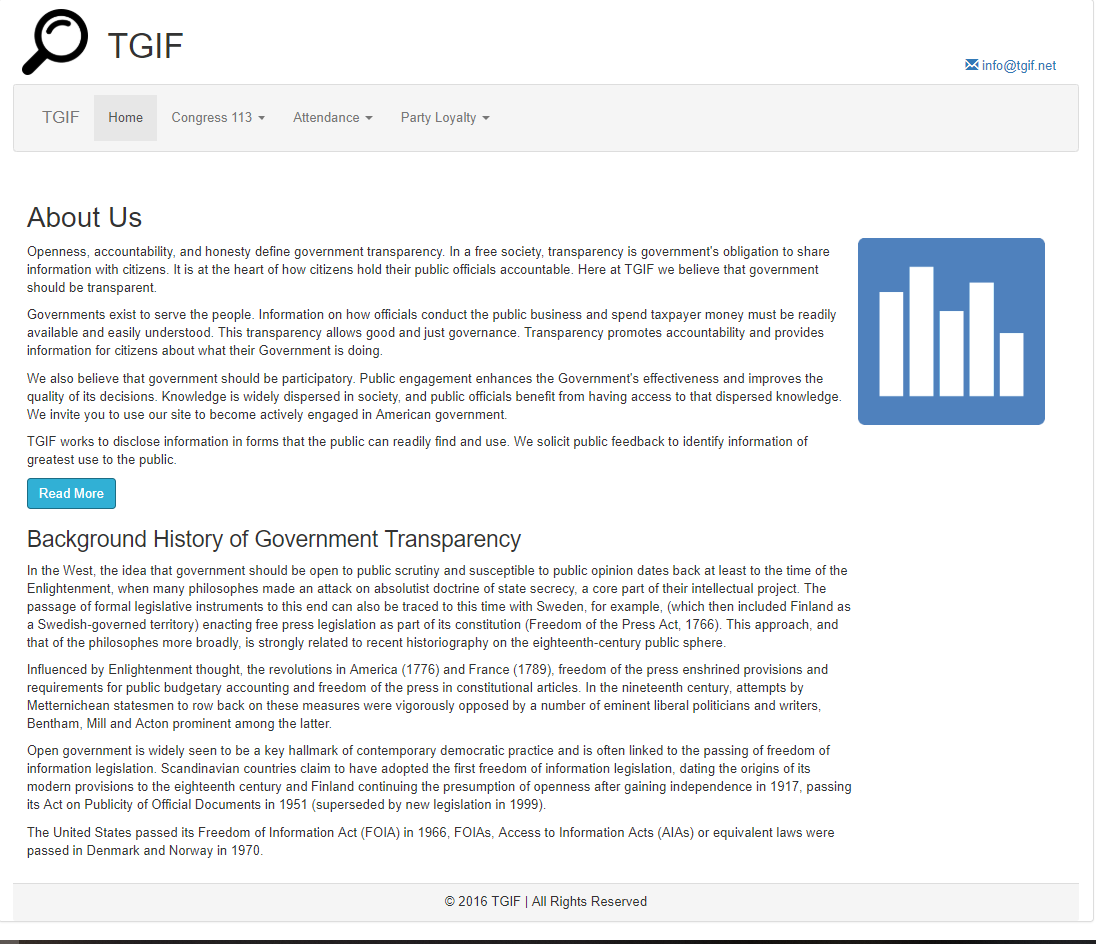 TGIF
info@tgif.net
TGIF Home Congress 113 Attendance Party Loyalty
About Us
Openness, accountability, and honesty define government transparency. In a free society, transparency is government's obligation to share
information with citizens. It is at the heart of how citizens hold their public officials accountable. Here at TGIF we believe that government
should be transparent.
Governments exist to serve the people. Information on how officials conduct the public business and spend taxpayer money must be readily
available and easily understood. This transparency allows good and just governance. Transparency promotes accountability and provides
information for citizens about what their Government is doing.
We also believe that government should be participatory. Public engagement enhances the Government's effectiveness and improves the
quality of its decisions. Knowledge is widely dispersed in society, and public officials benefit from having access to that dispersed knowledge.
We invite you to use our site to become actively engaged in American government.
TGIF works to disclose information in forms that the public can readily find and use. We solicit public feedback to identify information of
greatest use to the public.
Read More
Background History of Government Transparency
In the West, the idea that government should be open to public scrutiny and susceptible to public opinion dates back at least to the time of the
Enlightenment, when many philosophes made an attack on absolutist doctrine of state secrecy, a core part of their intellectual project. The
passage of formal legislative instruments to this end can also be traced to this time with Sweden, for example, (which then included Finland as
a Swedish-governed territory) enacting free press legislation as part of its constitution (Freedom of the Press Act, 1766). This approach, and
that of the philosophes more broadly, is strongly related to recent historiography on the eighteenth-century public sphere.
Influenced by Enlightenment thought, the revolutions in America (1776) and France (1789), freedom of the press enshrined provisions and
requirements for public budgetary accounting and freedom of the press in constitutional articles. In the nineteenth century, attempts by
Metternichean statesmen to row back on these measures were vigorously opposed by a number of eminent liberal politicians and writers,
Bentham, Mill and Acton prominent among the latter.
Open government is widely seen to be a key hallmark of contemporary democratic practice and is often linked to the passing of freedom of
information legislation. Scandinavian countries claim to have adopted the first freedom of information legislation, dating the origins of its
modern provisions to the eighteenth century and Finland continuing the presumption of openness after gaining independence in 1917, passing
its Act on Publicity of Official Documents in 1951 (superseded by new legislation in 1999).
The United States passed its Freedom of Information Act (FOIA) in 1966, FOIAs, Access to Information Acts (AIAs) or equivalent laws were
passed in Denmark and Norway in 1970.
© 2016 TGIF | All Rights Reserved